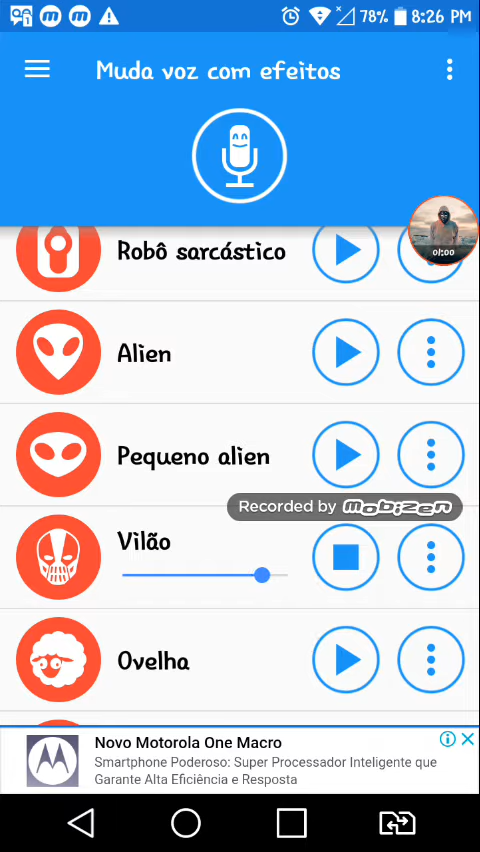 78% 8:26 PM
Muda voz com efeitos
Robô sarcástico
01:00
Alien
Pequeno alien
Recorded by mobizen
Vilão
Ovelha
Novo Motorola One Macro
Smartphone Poderoso: Super Processador Inteligente que
Garante Alta Eficiência e Resposta